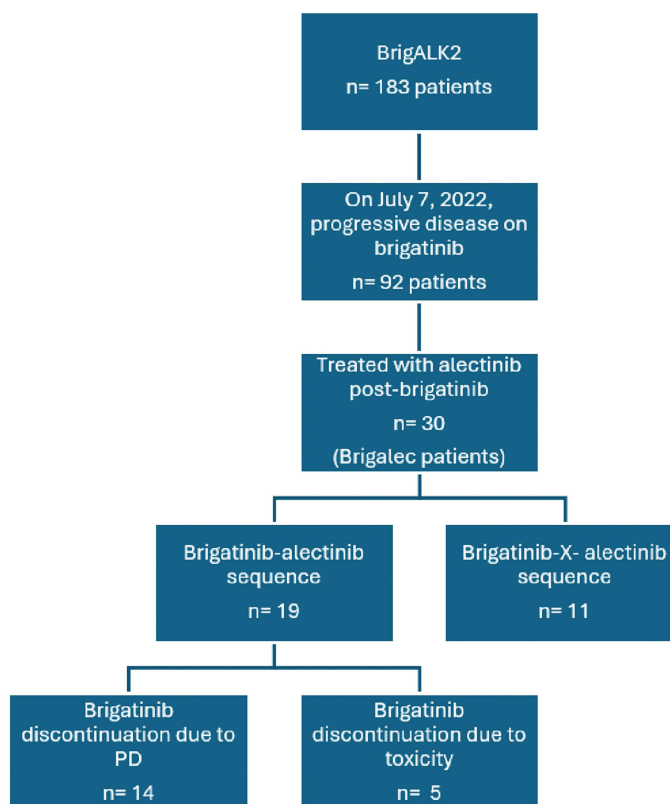 BrigALK2
n= 183 patients
On July 7, 2022,
progressive disease on
brigatinib
n= 92 patients
Treated with alectinib
post-brigatinib
n= 30
(Brigalec patients)
Brigatinib-alectinib
sequence
n= 19
Brigatinib-X- alectinib
sequence
n= 11
Brigatinib
discontinuation due to
PD
n= 14
Brigatinib
discontinuation due to
toxicity
n= 5